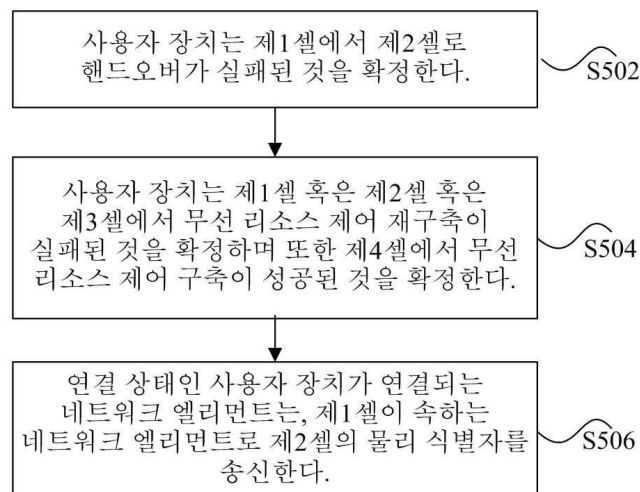 사용자 장치는 제1셀에서 제2셀로
핸드오버가 실패된 것을 확정한다.
S502
사용자 장치는 제1셀 혹은 제2셀 혹은
제3셀에서 무선 리소스 제어 재구축이
실패된 것을 확정하며 또한 제4셀에서 무선
리소스 제어 구축이 성공된 것을 확정한다.
S504
연결 상태인 사용자 장치가 연결되는
네트워크 엘리먼트는, 제1셀이 속하는
네트워크 엘리먼트로 제2셀의 물리 식별자를
송신한다.
S506